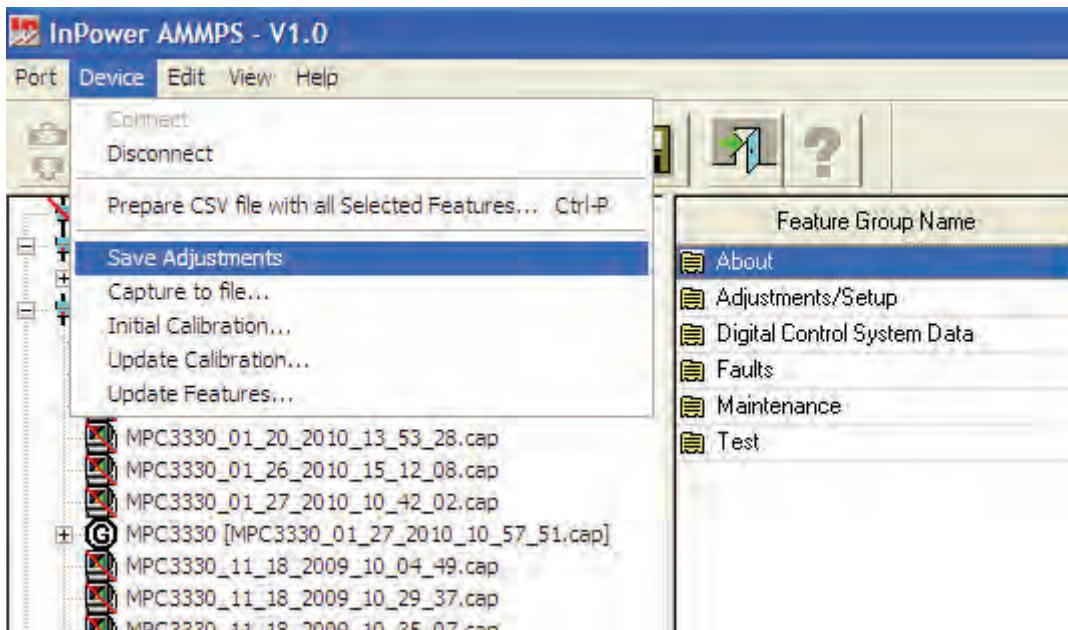 InPower AMMPS - V1.0
Port Device Edit View Help
Connect
Disconnect
Prepare CSV file with all Selected Features... Ctrl-P
Save Adjustments
Capture to file...
Initial Calibration...
Update Calibration...
Update Features...
MPC3330_01_20_2010_13_53_28.cap
MPC3330_01_26_2010_15_12_08.cap
MPC3330_01_27_2010_10_42_02.cap
MPC3330 [MPC3330_01_27_2010_10_57_51.cap]
MPC3330_11_18_2009_10_04_49.cap
MPC3330_11_18_2009_10_29_37.cap
MPC3330_11_18_2009_10_35_07.cap
Feature Group Name
About
Adjustments/Setup
Digital Control System Data
Faults
Maintenance
Test